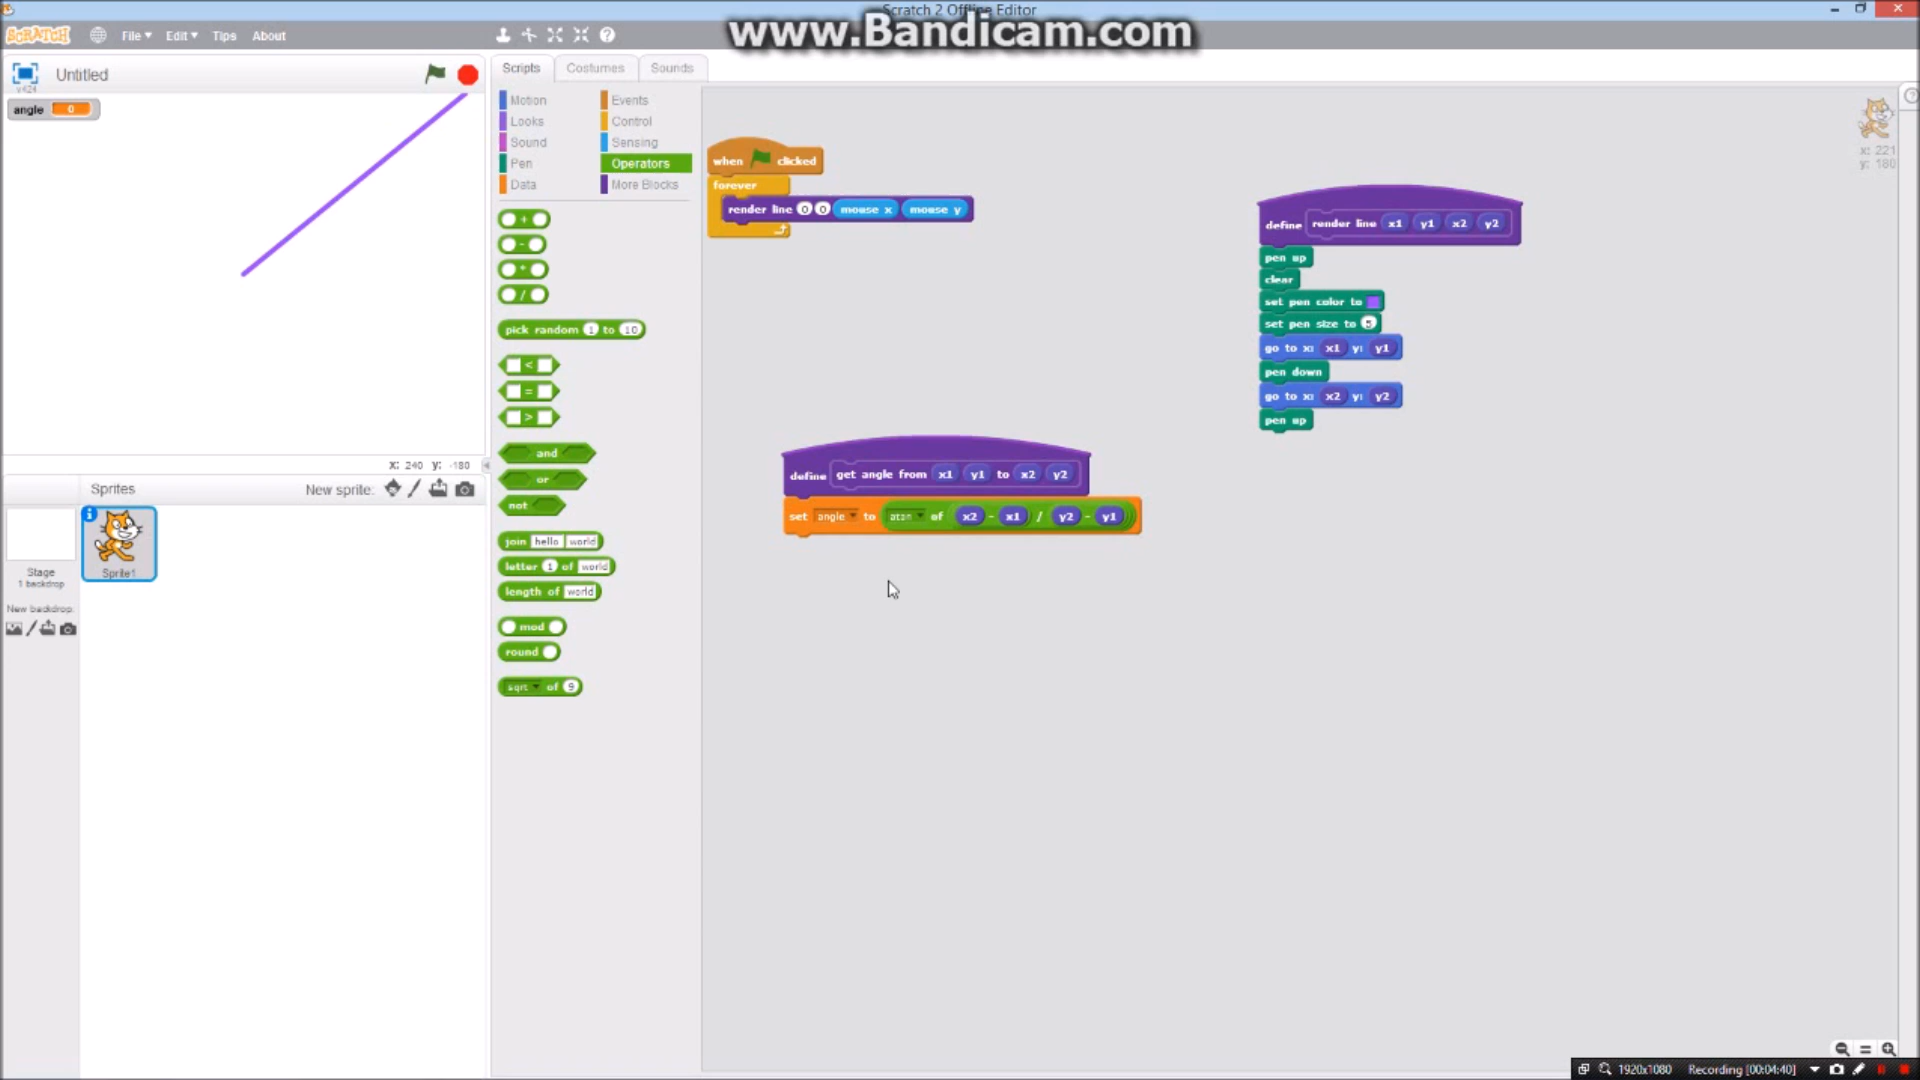 Scratch 2 Offline Editor
www.Bandicam.com
SCRATCH File Edit Tips About
v424 Untitled
angle 0
x: 240 y: -180
Sprites New sprite:
Stage
1 backdrop
New backdrop:
Sprite1
Scripts Costumes Sounds
Motion Events
Looks Control
Sound Sensing
Pen Operators
Data More Blocks
+
-
*
/
pick random 1 to 10
<
=
>
and
or
not
join hello world
letter 1 of world
length of world
mod
round
sqrt of 9
when clicked
forever
render line 0 0 mouse x mouse y
define get angle from x1 y1 to x2 y2
set angle to atan of x2 - x1 / y2 - y1
define render line x1 y1 x2 y2
pen up
clear
set pen color to
set pen size to 5
go to x: x1 y: y1
pen down
go to x: x2 y: y2
pen up
x: 221
y: 180
1920x1080 Recording [00:04:40]